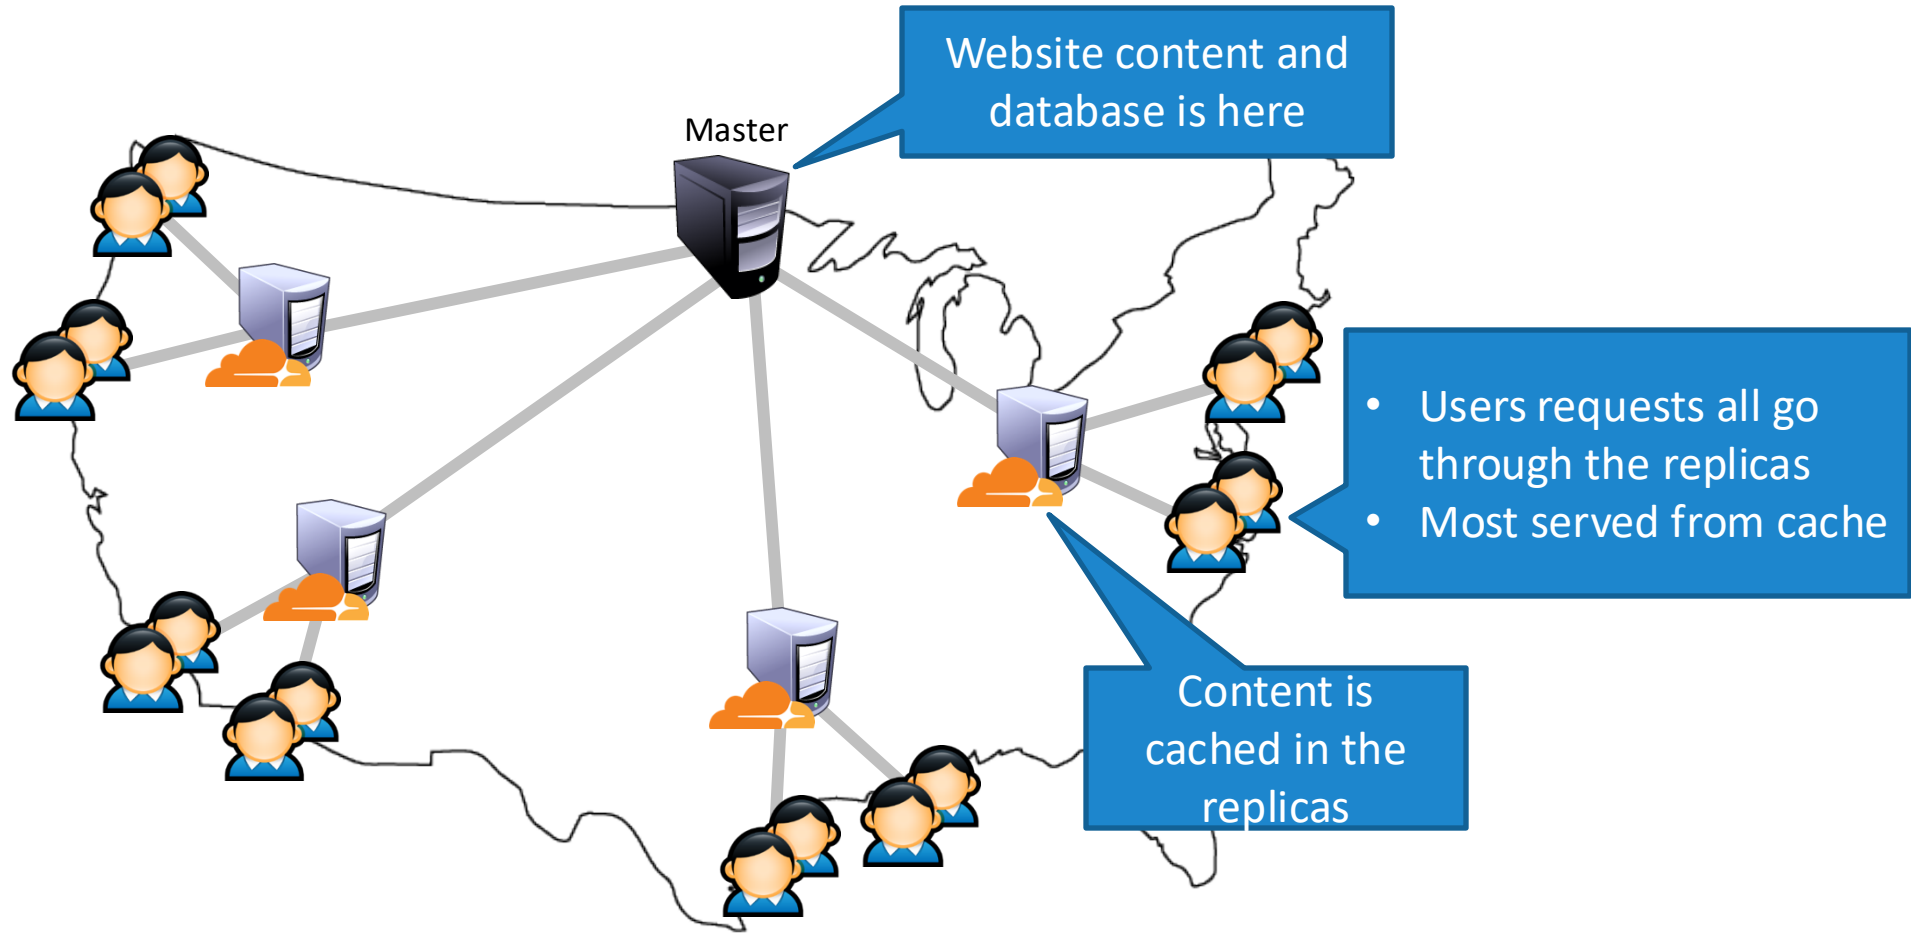 Website content and
database is here
Master
• Users requests all go
through the replicas
• Most served from cache
Content is
cached in the
replicas